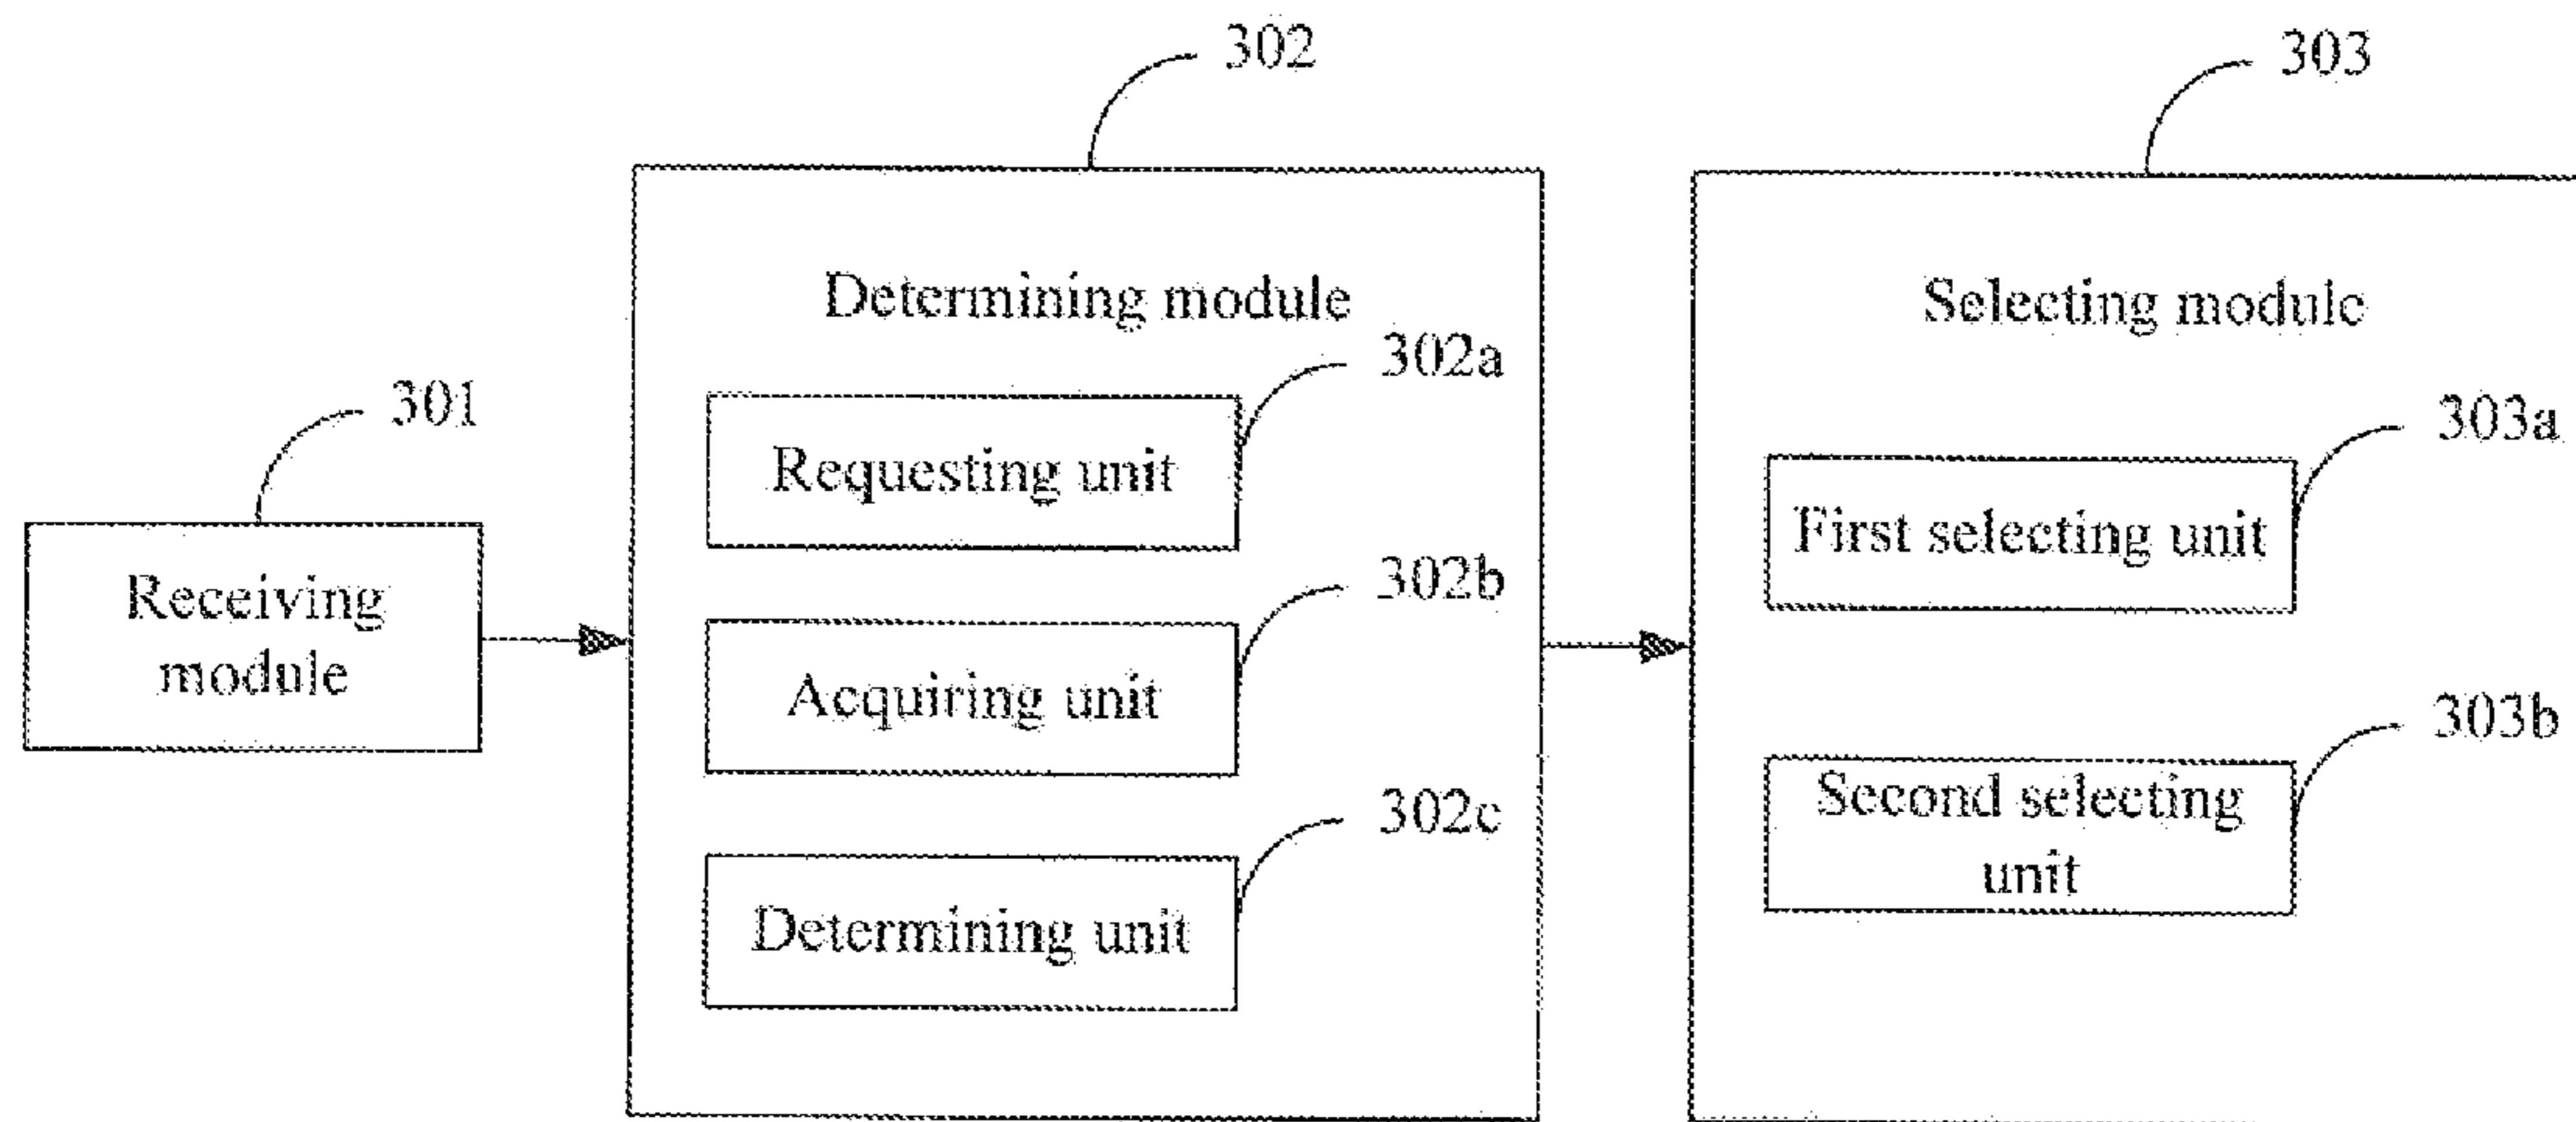 301
Receiving
module
302
Determining module
302a
Requesting unit
302b
Acquiring unit
302c
Determining unit
303
Selecting module
303a
First selecting unit
303b
Second selecting
unit